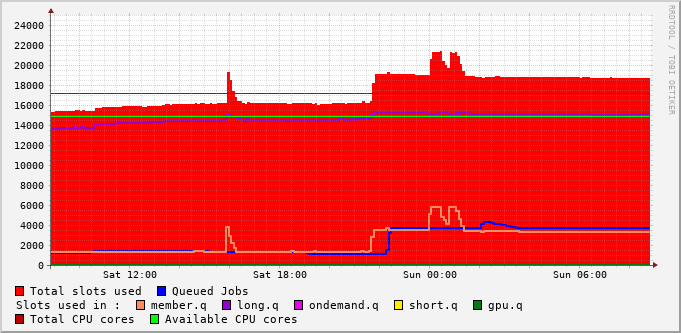 RRDTOOL / TOBI OETIKER
24000
22000
20000
18000
16000
14000
12000
10000
8000
6000
4000
2000
0
Sat 12:00 Sat 18:00 Sun 00:00 Sun 06:00
Total slots used Queued Jobs
Slots used in : member.q long.q ondemand.q short.q gpu.q
Total CPU cores Available CPU cores